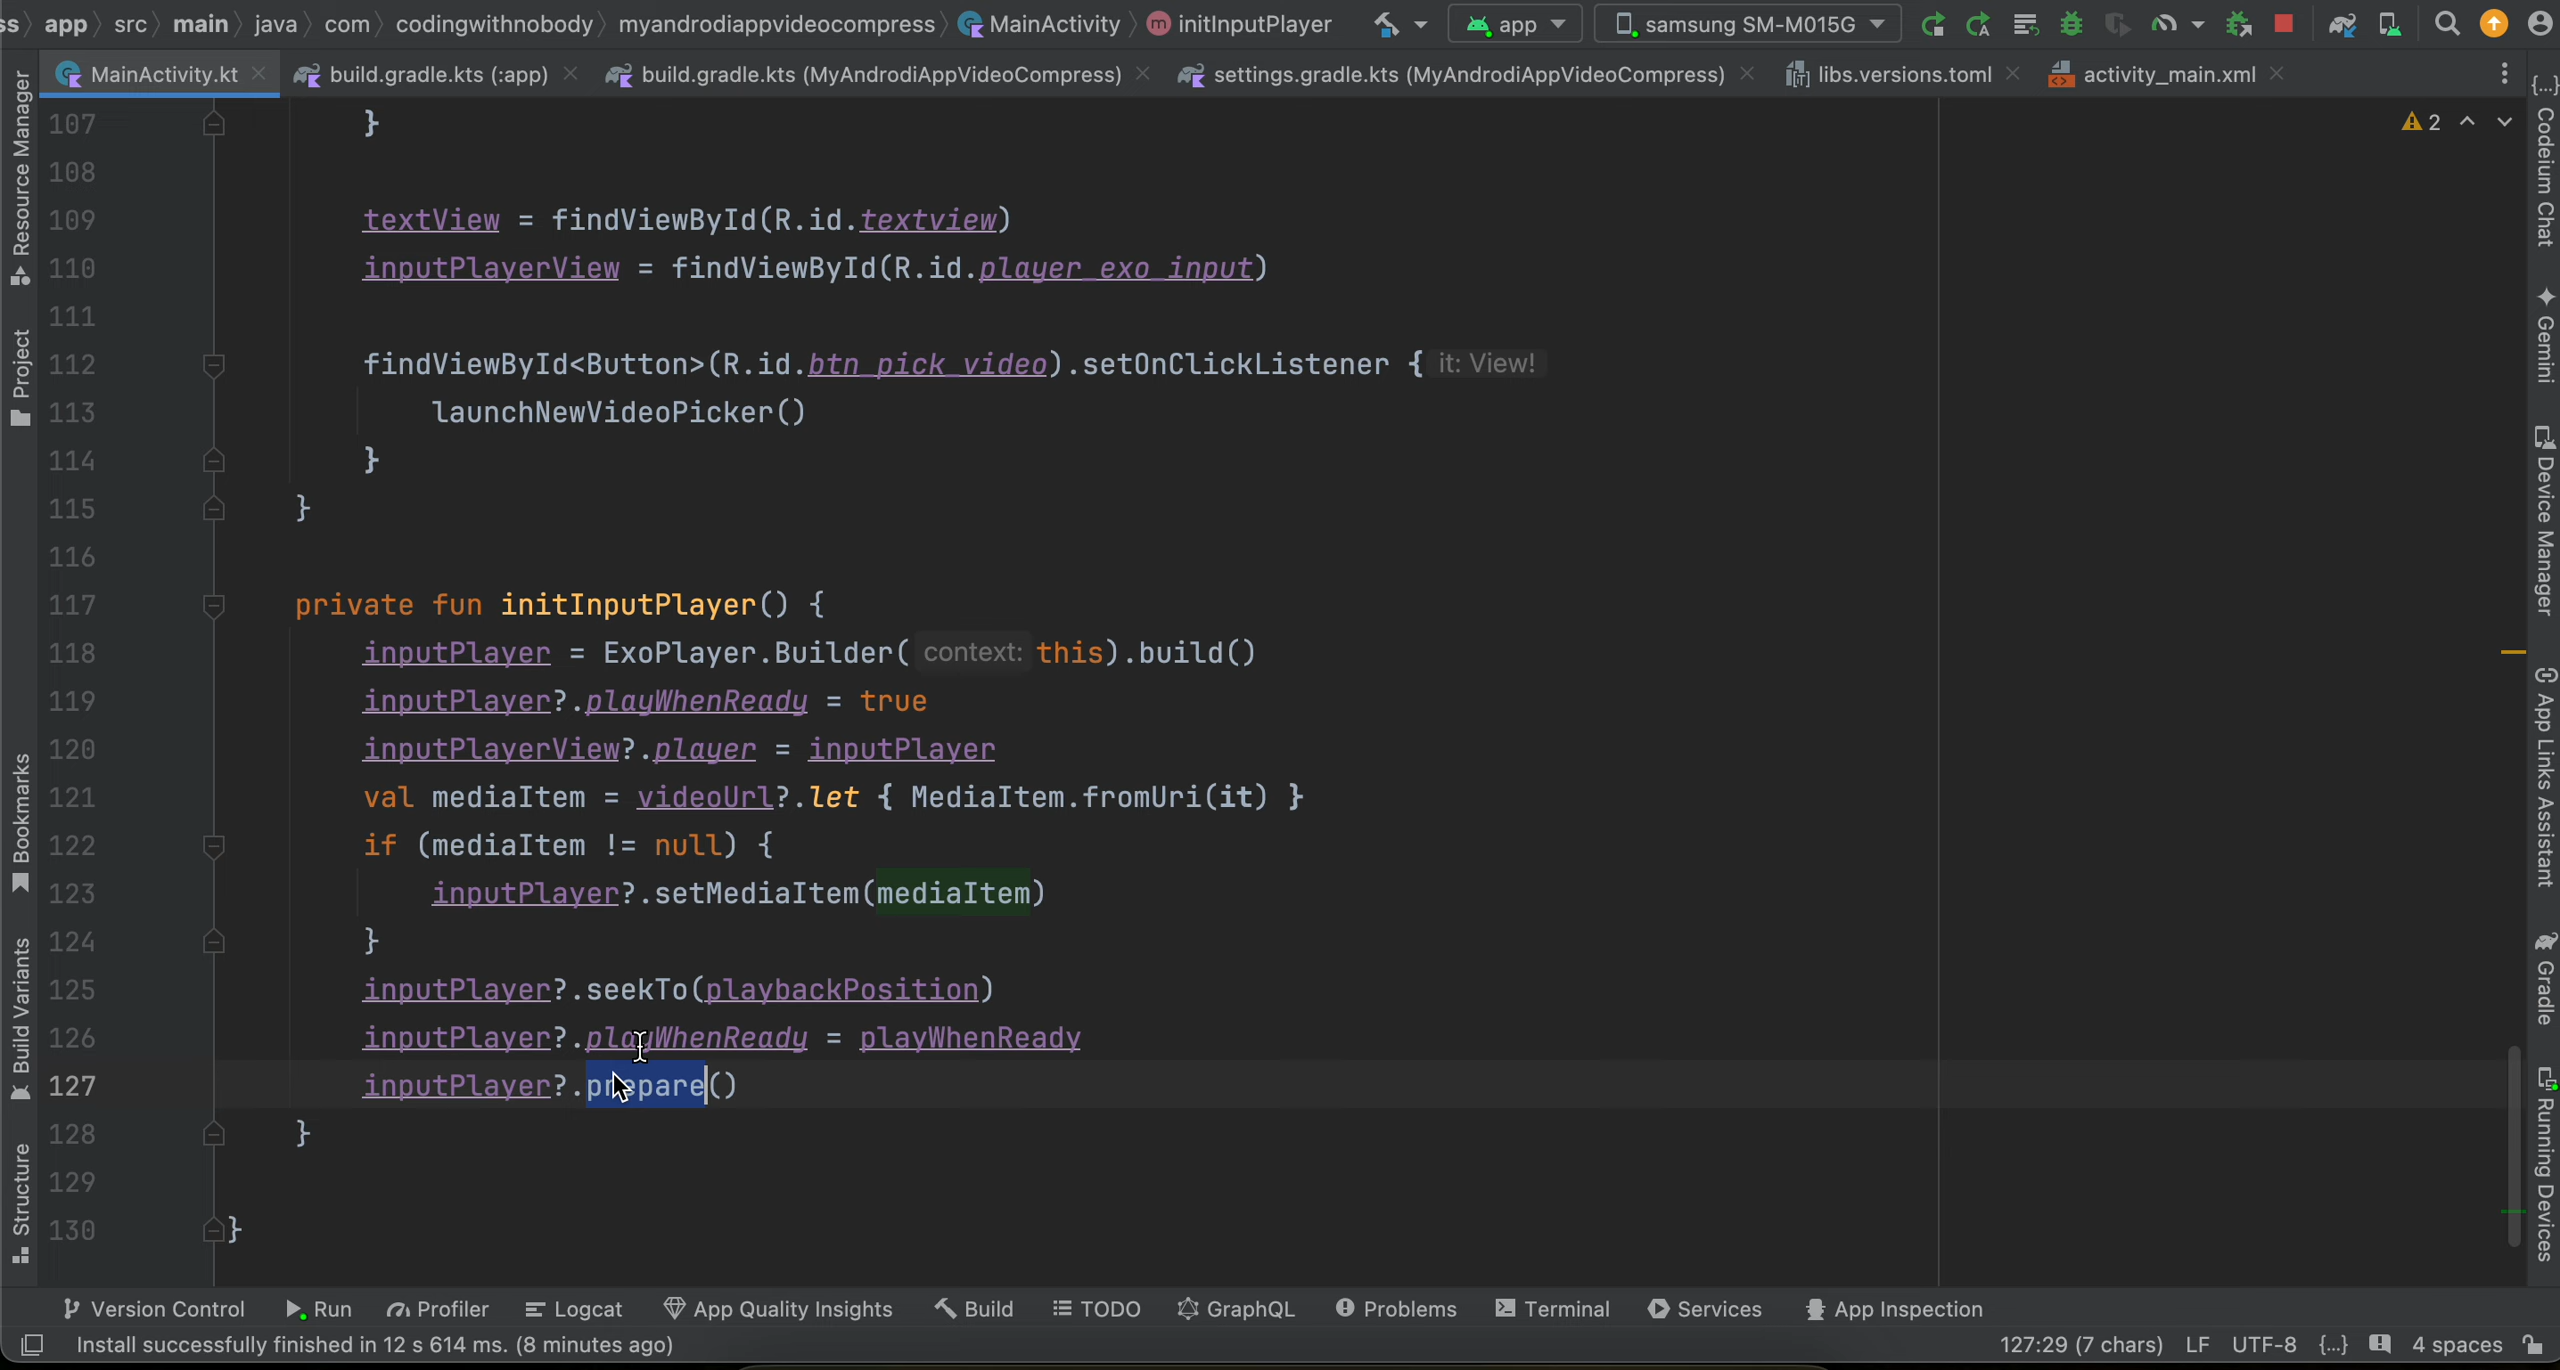 ss app src main java com codingwithnobody myandrodiappvideocompress MainActivity m initInputPlayer app samsung SM-M015G
MainActivity.kt build.gradle.kts (:app) build.gradle.kts (MyAndrodiAppVideoCompress) settings.gradle.kts (MyAndrodiAppVideoCompress) libs.versions.toml activity_main.xml
107 }
2
108
109 textView = findViewById(R.id.textview)
110 inputPlayerView = findViewById(R.id.player_exo_input)
111
112 findViewById<Button>(R.id.btn_pick_video).setOnClickListener { it: View!
113 launchNewVideoPicker()
114 }
115 }
116
117 private fun initInputPlayer() {
118 inputPlayer = ExoPlayer.Builder( context: this).build()
119 inputPlayer?.playWhenReady = true
120 inputPlayerView?.player = inputPlayer
121 val mediaItem = videoUrl?.let { MediaItem.fromUri(it) }
122 if (mediaItem != null) {
123 inputPlayer?.setMediaItem(mediaItem)
124 }
125 inputPlayer?.seekTo(playbackPosition)
126 inputPlayer?.playWhenReady = playWhenReady
127 inputPlayer?.prepare()
128 }
129
130 }
Resource Manager
Project
Bookmarks
Build Variants
Structure
{...} Codeium Chat
Gemini
Device Manager
App Links Assistant
Gradle
Running Devices
Version Control Run Profiler Logcat App Quality Insights Build TODO GraphQL Problems Terminal Services App Inspection
Install successfully finished in 12 s 614 ms. (8 minutes ago) 127:29 (7 chars) LF UTF-8 {...} 4 spaces